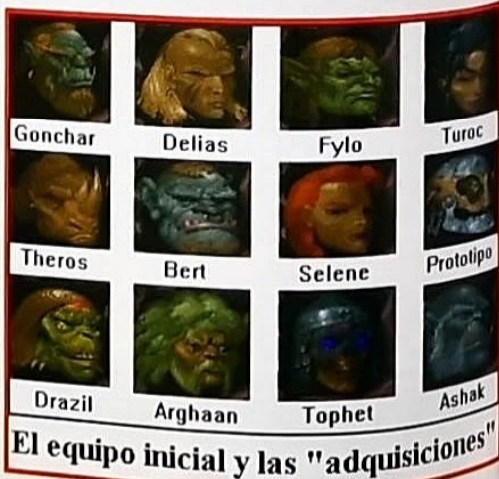 Gonchar Delias Fylo Turoc
Theros Bert Selene Prototipo
Drazil Arghaan Tophet Ashak
El equipo inicial y las "adquisiciones"